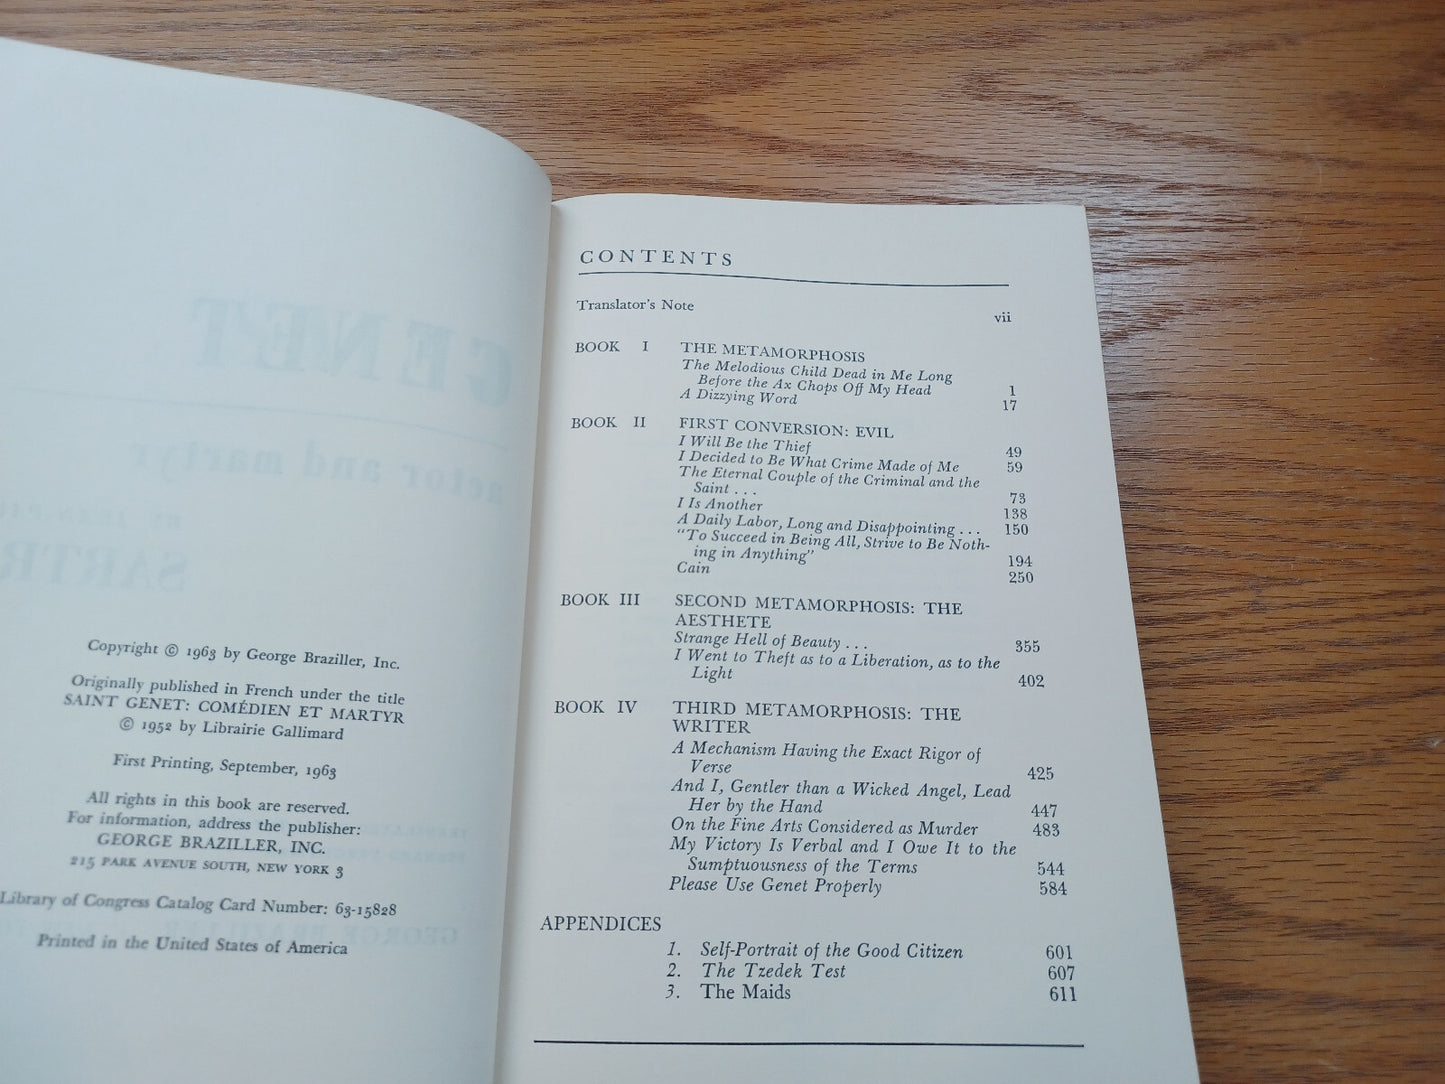 Copyright © 1963 by George Braziller, Inc.
Originally published in French under the title
SAINT GENET: COMÉDIEN ET MARTYR
© 1952 by Librairie Gallimard
First Printing, September, 1963
All rights in this book are reserved.
For information, address the publisher:
GEORGE BRAZILLER, INC.
215 PARK AVENUE SOUTH, NEW YORK 3
Library of Congress Catalog Card Number: 63-15828
Printed in the United States of America
CONTENTS
Translator's Note vii
BOOK I THE METAMORPHOSIS
The Melodious Child Dead in Me Long
Before the Ax Chops Off My Head 1
A Dizzying Word 17
BOOK II FIRST CONVERSION: EVIL
I Will Be the Thief 49
I Decided to Be What Crime Made of Me 59
The Eternal Couple of the Criminal and the
Saint . . . 73
I Is Another 138
A Daily Labor, Long and Disappointing . . . 150
"To Succeed in Being All, Strive to Be Noth-
ing in Anything" 194
Cain 250
BOOK III SECOND METAMORPHOSIS: THE
AESTHETE
Strange Hell of Beauty . . . 355
I Went to Theft as to a Liberation, as to the
Light 402
BOOK IV THIRD METAMORPHOSIS: THE
WRITER
A Mechanism Having the Exact Rigor of
Verse 425
And I, Gentler than a Wicked Angel, Lead
Her by the Hand 447
On the Fine Arts Considered as Murder 483
My Victory Is Verbal and I Owe It to the
Sumptuousness of the Terms 544
Please Use Genet Properly 584
APPENDICES
1. Self-Portrait of the Good Citizen 601
2. The Tzedek Test 607
3. The Maids 611